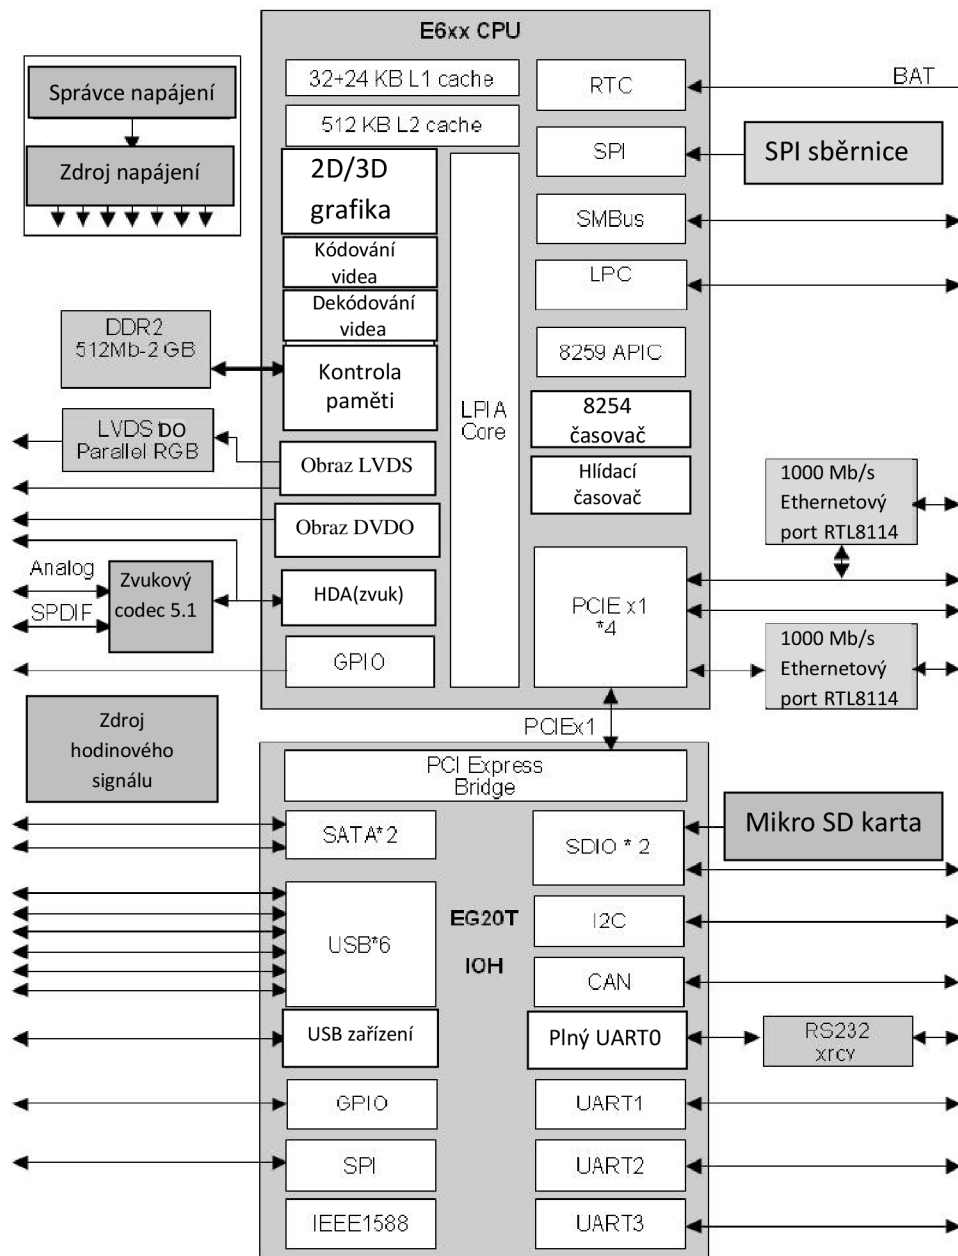 E6xx CPU
32+24 KB L1 cache
512 KB L2 cache
2D/3D
grafika
Kódování
videa
Dekódování
videa
Kontrola
paměti
Obraz LVDS
Obraz DVDO
HDA(zvuk)
GPIO
LPIA
Core
RTC
SPI
SMBus
LPC
8259 APIC
8254
časovač
Hlídací
časovač
PCIE x1
*4
Správce napájení
Zdroj napájení
DDR2
512Mb-2 GB
LVDS DO
Parallel RGB
Analog
SPDIF
Zvukový
codec 5.1
Zdroj
hodinového
signálu
BAT
SPI sběrnice
1000 Mb/s
Ethernetový
port RTL8114
1000 Mb/s
Ethernetový
port RTL8114
PCIEx1
PCI Express
Bridge
SATA*2
USB*6
USB zařízení
GPIO
SPI
IEEE1588
EG20T
IOH
SDIO * 2
I2C
CAN
Plný UART0
UART1
UART2
UART3
Mikro SD karta
RS232
xrcv